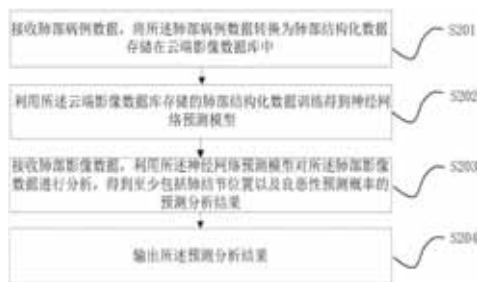 接收肺部病例数据，将所述肺部病例数据转换为肺部结构化数据
存储在云端影像数据库中
S201
利用所述云端影像数据库存储的肺部结构化数据训练得到神经网
络预测模型
S202
接收肺部影像数据，利用所述神经网络预测模型对所述肺部影像
数据进行分析，得到至少包括肺结节位置以及良恶性预测概率的
预测分析结果
S203
输出所述预测分析结果
S204